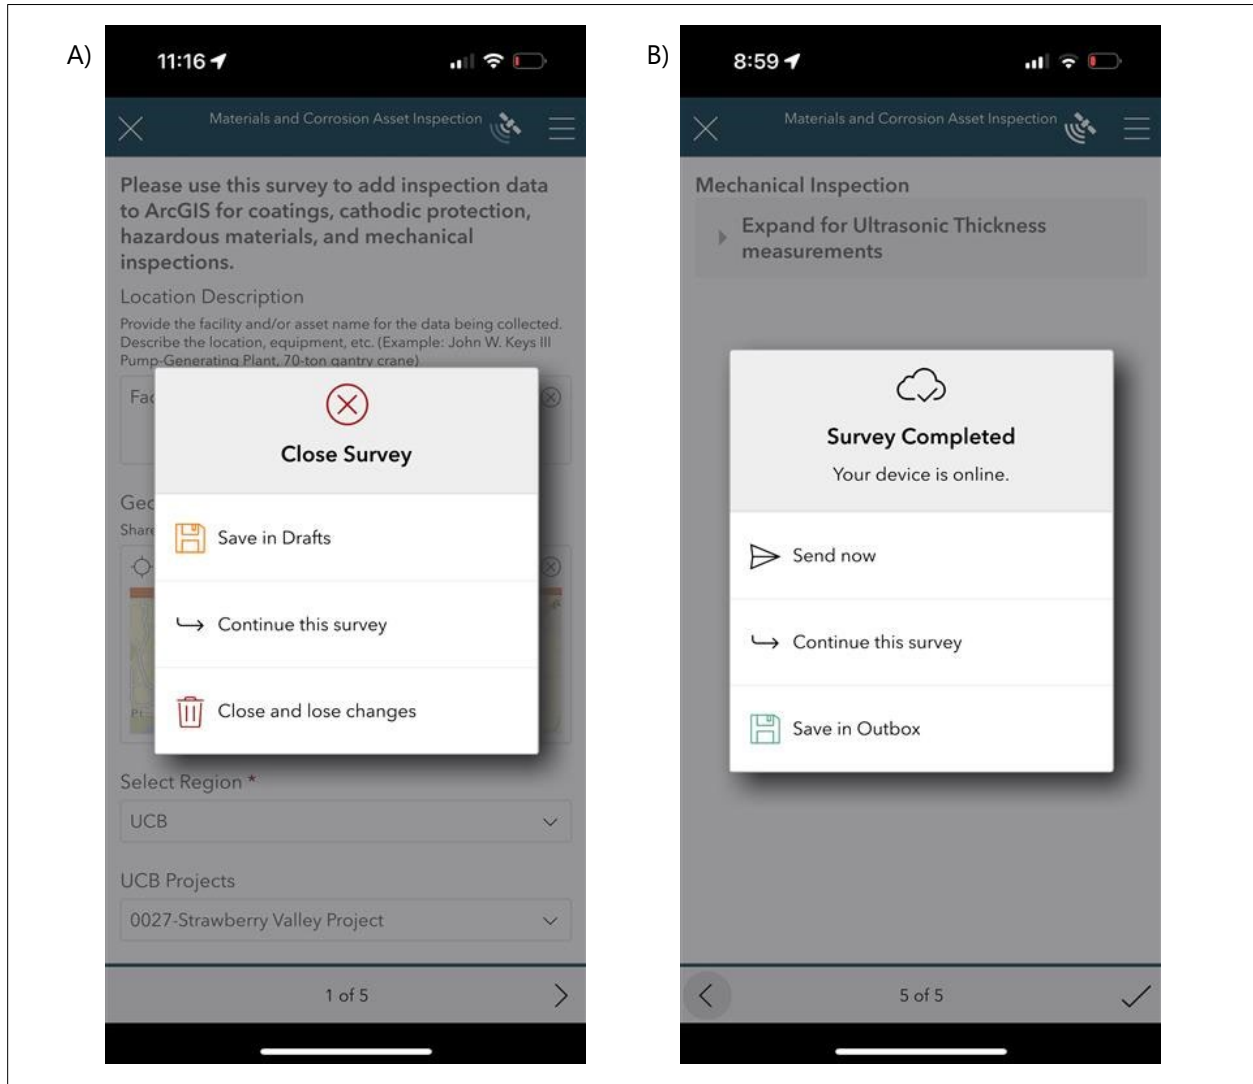 A)
11:16
Materials and Corrosion Asset Inspection
Please use this survey to add inspection data
to ArcGIS for coatings, cathodic protection,
hazardous materials, and mechanical
inspections.
Location Description
Provide the facility and/or asset name for the data being collected.
Describe the location, equipment, etc. (Example: John W. Keys III
Pump-Generating Plant, 70-ton gantry crane)
Fac
Close Survey
Geo
Share
Save in Drafts
Continue this survey
Close and lose changes
Select Region *
UCB
UCB Projects
0027-Strawberry Valley Project
1 of 5
B)
8:59
Materials and Corrosion Asset Inspection
Mechanical Inspection
Expand for Ultrasonic Thickness
measurements
Survey Completed
Your device is online.
Send now
Continue this survey
Save in Outbox
5 of 5